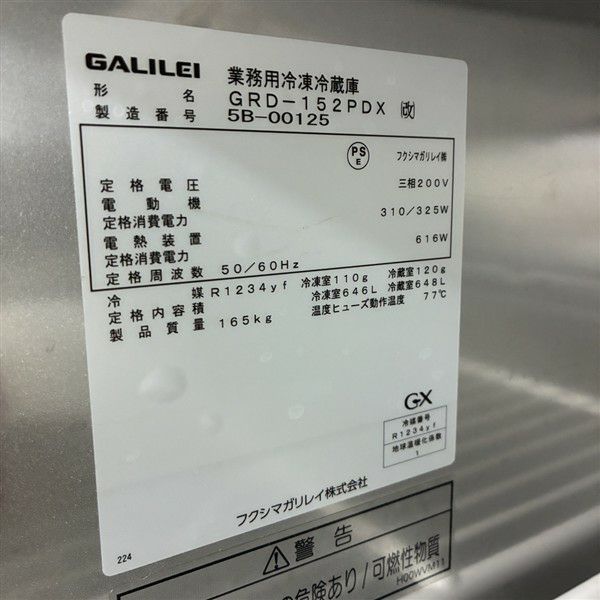 GALILEI 業務用冷凍冷蔵庫
形名 GRD-152PDX 改
製造番号 5B-00125
PS E フクシマガリレイ㈱
定格電圧 三相200V
電動機
定格消費電力 310/325W
電熱装置
定格消費電力 616W
定格周波数 50/60Hz
冷媒 R1234yf 冷凍室110g 冷蔵室120g
定格内容積 冷凍室646L 冷蔵室648L
製品質量 165kg 温度ヒューズ動作温度 77℃
GX
冷媒番号
R1234yf
地球温暖化係数
1
フクシマガリレイ株式会社
224
警告
の危険あり/可燃性物質
H00WVM11